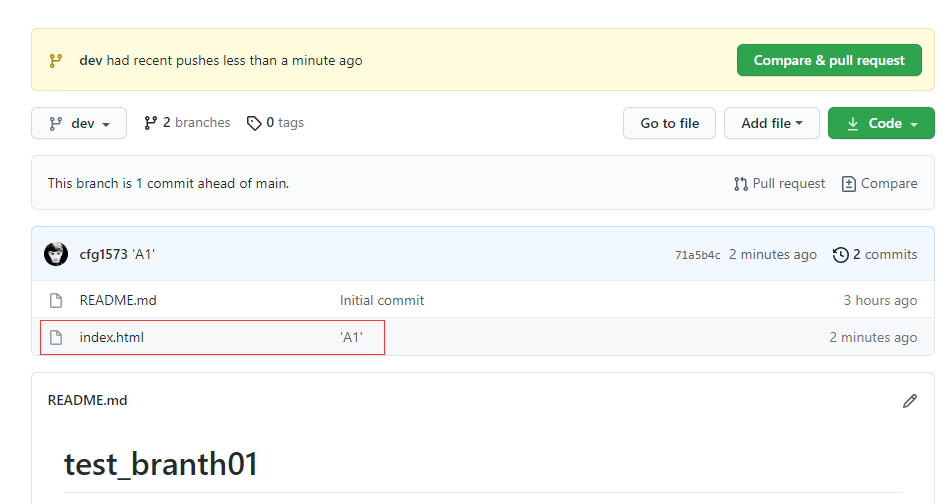 dev had recent pushes less than a minute ago Compare & pull request
dev 2 branches 0 tags Go to file Add file Code
This branch is 1 commit ahead of main. Pull request Compare
cfg1573 'A1' 71a5b4c 2 minutes ago 2 commits
README.md Initial commit 3 hours ago
index.html 'A1' 2 minutes ago
README.md
test_branth01